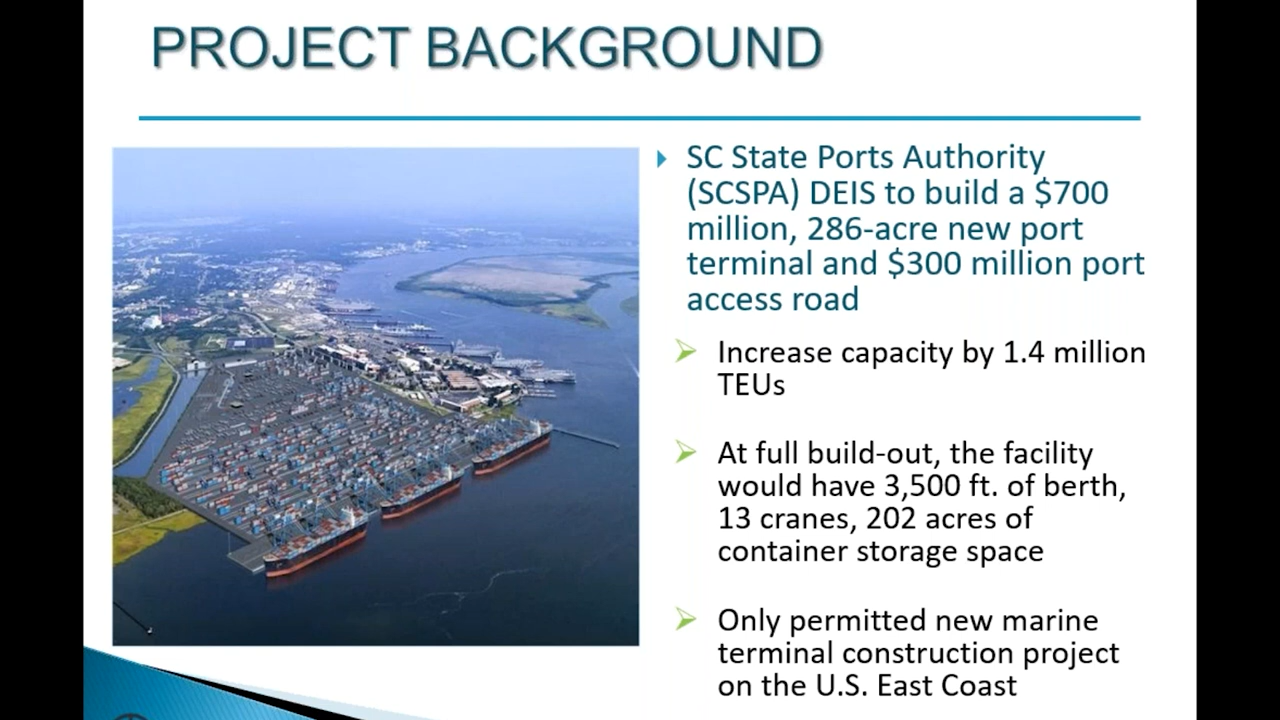 PROJECT BACKGROUND
SC State Ports Authority
(SCSPA) DEIS to build a $700
million, 286-acre new port
terminal and $300 million port
access road
Increase capacity by 1.4 million
TEUs
At full build-out, the facility
would have 3,500 ft. of berth,
13 cranes, 202 acres of
container storage space
Only permitted new marine
terminal construction project
on the U.S. East Coast